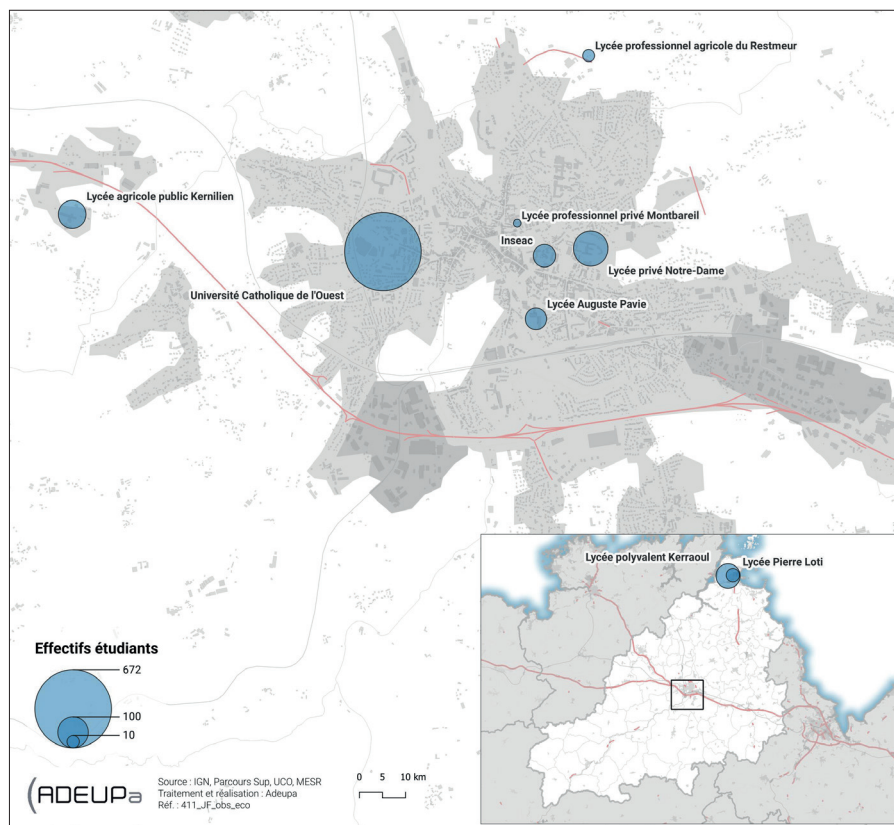 Lycée professionnel agricole du Restmeur
Lycée agricole public Kernilien
Lycée professionnel privé Montbareil
Inseac
Lycée privé Notre-Dame
Université Catholique de l'Ouest
Lycée Auguste Pavie
Lycée polyvalent Kerraoul
Lycée Pierre Loti
Effectifs étudiants
672
100
10
ADEUPa
Source : IGN, Parcours Sup, UCO, MESR
Traitement et réalisation : Adeupa
Réf. : 411_JF_obs_eco
0 5 10 km